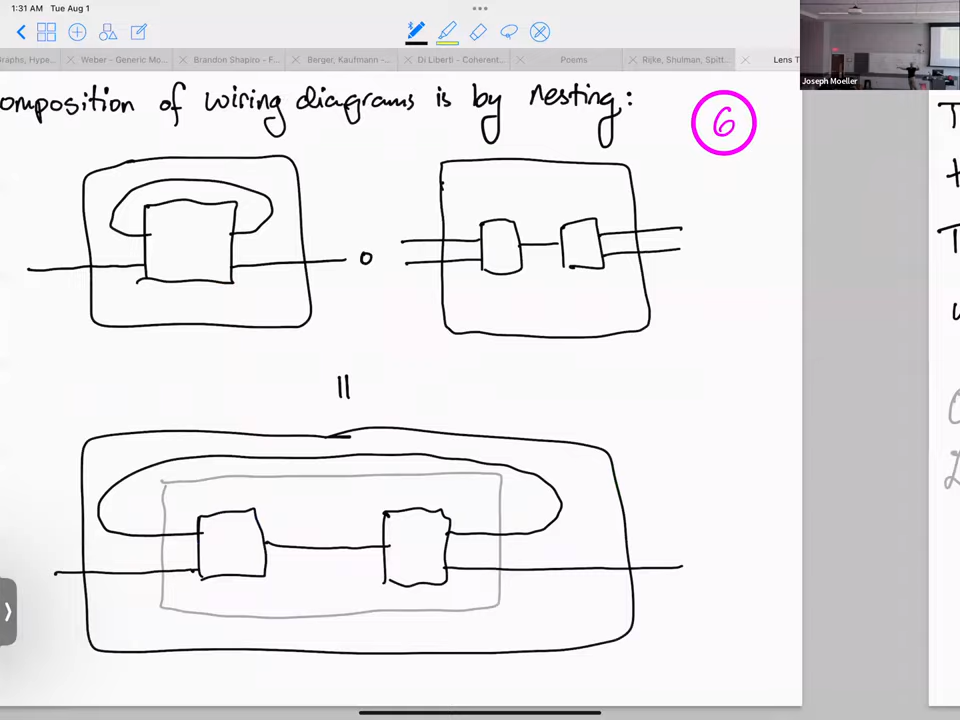 1:31 AM Tue Aug 1
raphs, Hype...
Weber - Generic Mo...
Brandon Shapiro - F...
Berger, Kaufmann - ...
Di Liberti - Coherent...
Poems
Rijke, Shulman, Spitt...
Lens T
Joseph Moeller
omposition of wiring diagrams is by nesting:
6